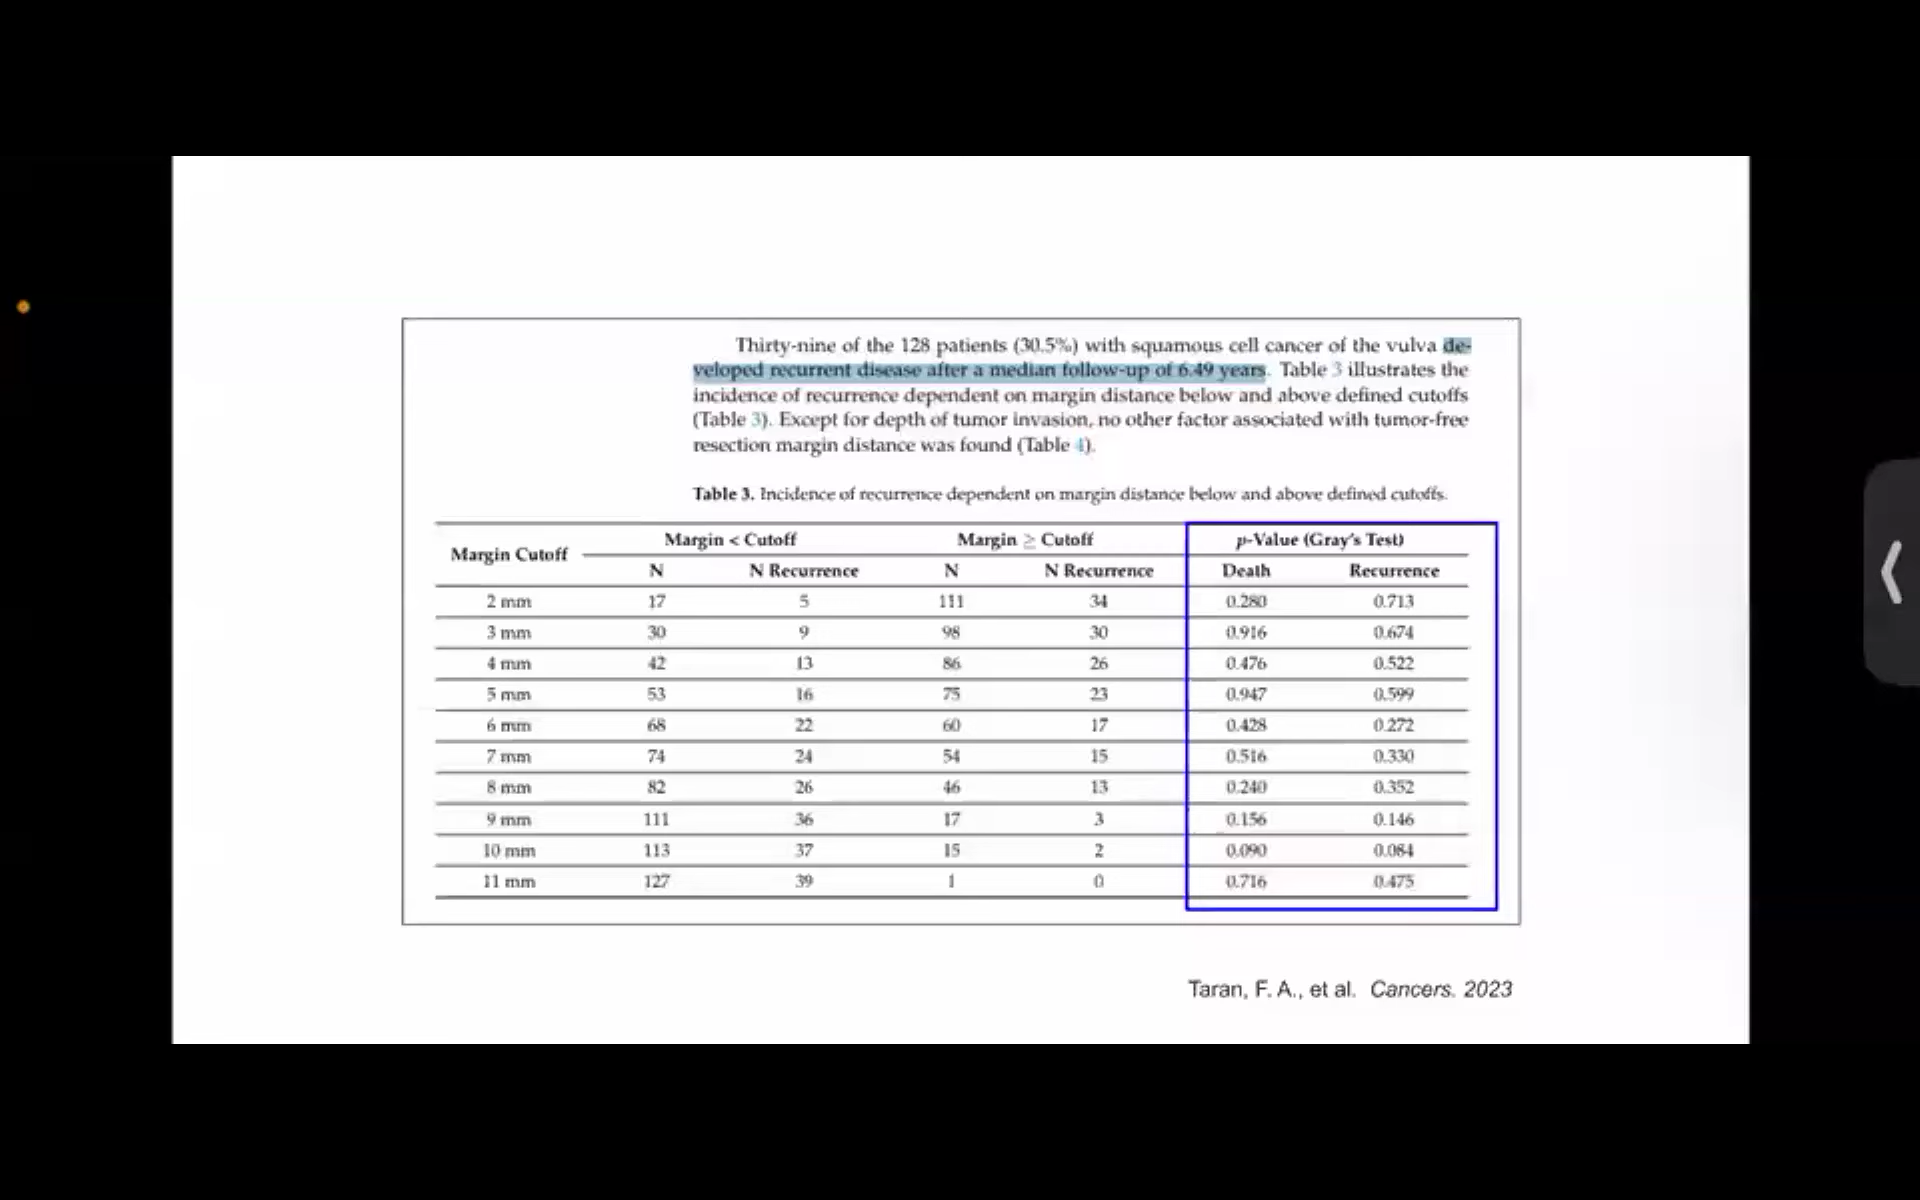 Thirty-nine of the 128 patients (30.5%) with squamous cell cancer of the vulva de-
veloped recurrent disease after a median follow-up of 6.49 years. Table 3 illustrates the
incidence of recurrence dependent on margin distance below and above defined cutoffs
(Table 3). Except for depth of tumor invasion, no other factor associated with tumor-free
resection margin distance was found (Table 4).
Table 3. Incidence of recurrence dependent on margin distance below and above defined cutoffs.
Margin Cutoff Margin < Cutoff Margin ≥ Cutoff p-Value (Gray's Test)
N N Recurrence N N Recurrence Death Recurrence
2 mm 17 5 111 34 0.280 0.713
3 mm 30 9 98 30 0.916 0.674
4 mm 42 13 86 26 0.476 0.522
5 mm 53 16 75 23 0.947 0.599
6 mm 68 22 60 17 0.428 0.272
7 mm 74 24 54 15 0.516 0.330
8 mm 82 26 46 13 0.240 0.352
9 mm 111 36 17 3 0.156 0.146
10 mm 113 37 15 2 0.090 0.084
11 mm 127 39 1 0 0.716 0.475
Taran, F. A., et al. Cancers. 2023